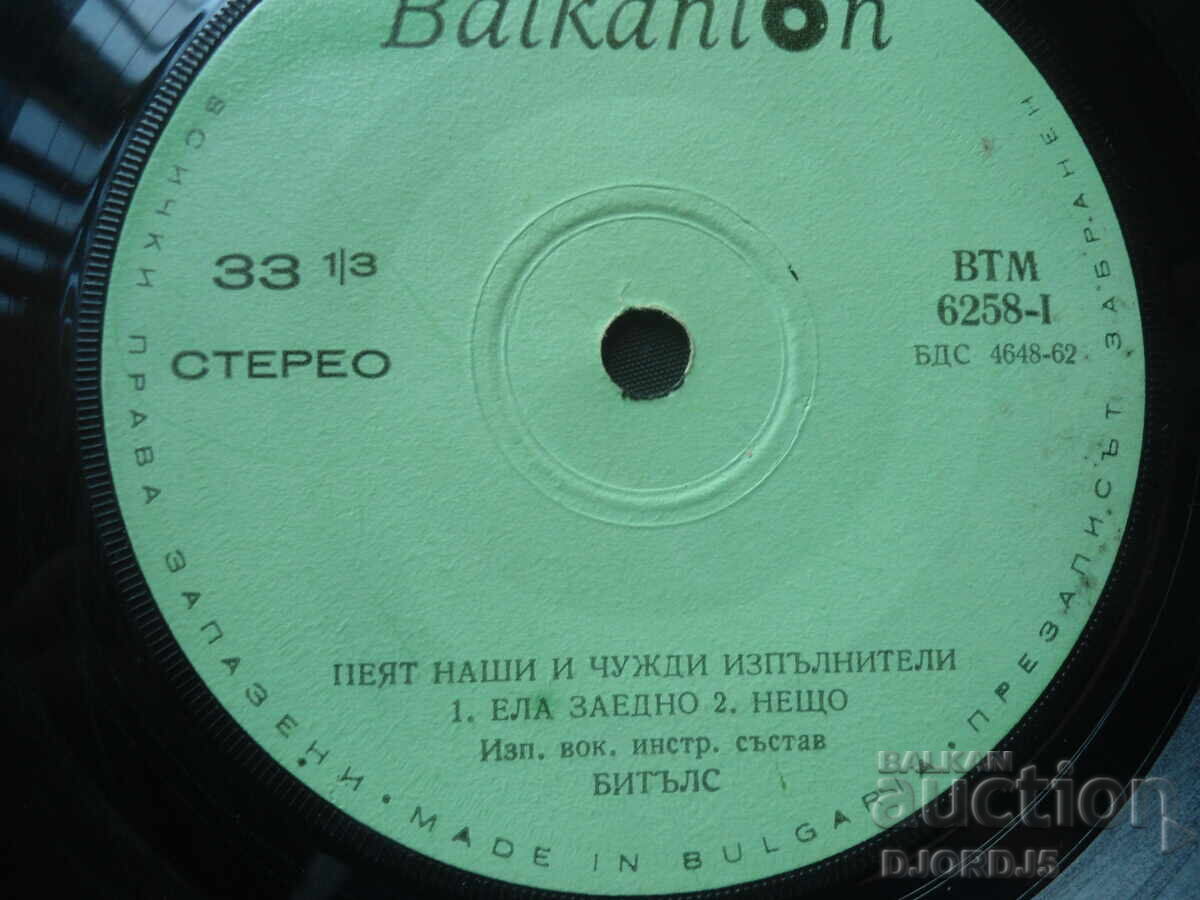 Balkanton
33 1/3
СТЕРЕО
ВТМ
6258-I
БДС 4648-62
ПЕЯТ НАШИ И ЧУЖДИ ИЗПЪЛНИТЕЛИ
1. ЕЛА ЗАЕДНО 2. НЕЩО
Изп. вок. инстр. състав
БИТЪЛС
ВСИЧКИ ПРАВА ЗАПАЗЕНИ • MADE IN BULGARIA • ПРЕЗАПИСЪТ ЗАБРАНЕН
BALKAN
auction
DJORDJ5